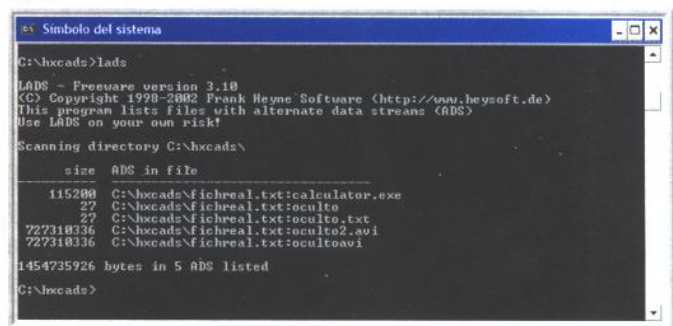 Símbolo del sistema
C:\hxcads>lads
LADS - Freeware version 3.10
(C) Copyright 1998-2002 Frank Heyne Software (http://www.heysoft.de)
This program lists files with alternate data streams (ADS)
Use LADS on your own risk!
Scanning directory C:\hxcads\
size ADS in file
115200 C:\hxcads\fichreal.txt:calculator.exe
27 C:\hxcads\fichreal.txt:oculto
27 C:\hxcads\fichreal.txt:oculto.txt
727310336 C:\hxcads\fichreal.txt:oculto2.avi
727310336 C:\hxcads\fichreal.txt:ocultoavi
1454735926 bytes in 5 ADS listed
C:\hxcads>